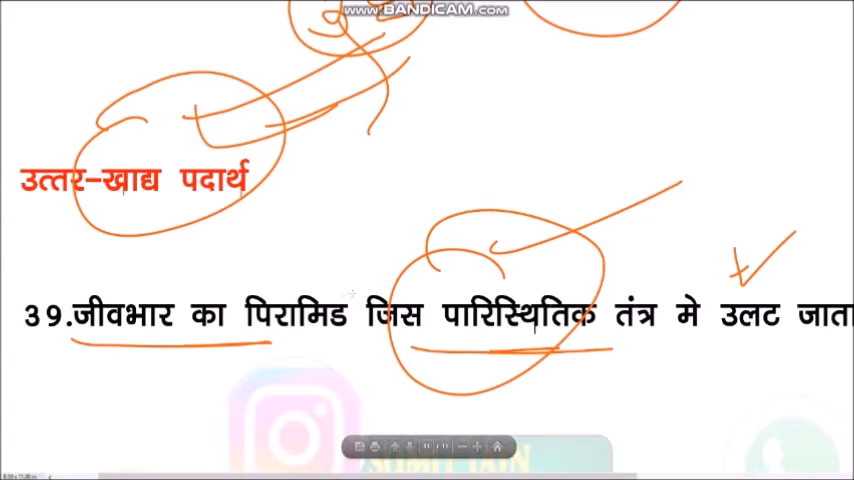 WWW.BANDICAM.COM
उत्तर-खाद्य पदार्थ
39.जीवभार का पिरामिड जिस पारिस्थितिक तंत्र मे उलट जाता